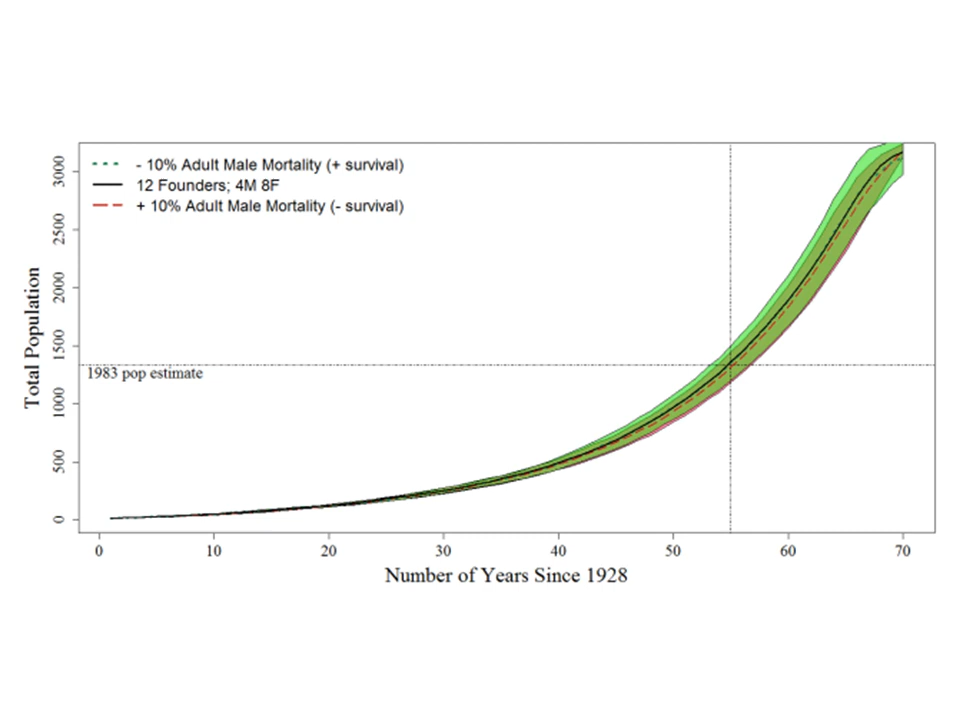 - 10% Adult Male Mortality (+ survival)
12 Founders; 4M 8F
+ 10% Adult Male Mortality (- survival)
Total Population
3000
2500
2000
1500
1000
500
0
1983 pop estimate
0 10 20 30 40 50 60 70
Number of Years Since 1928